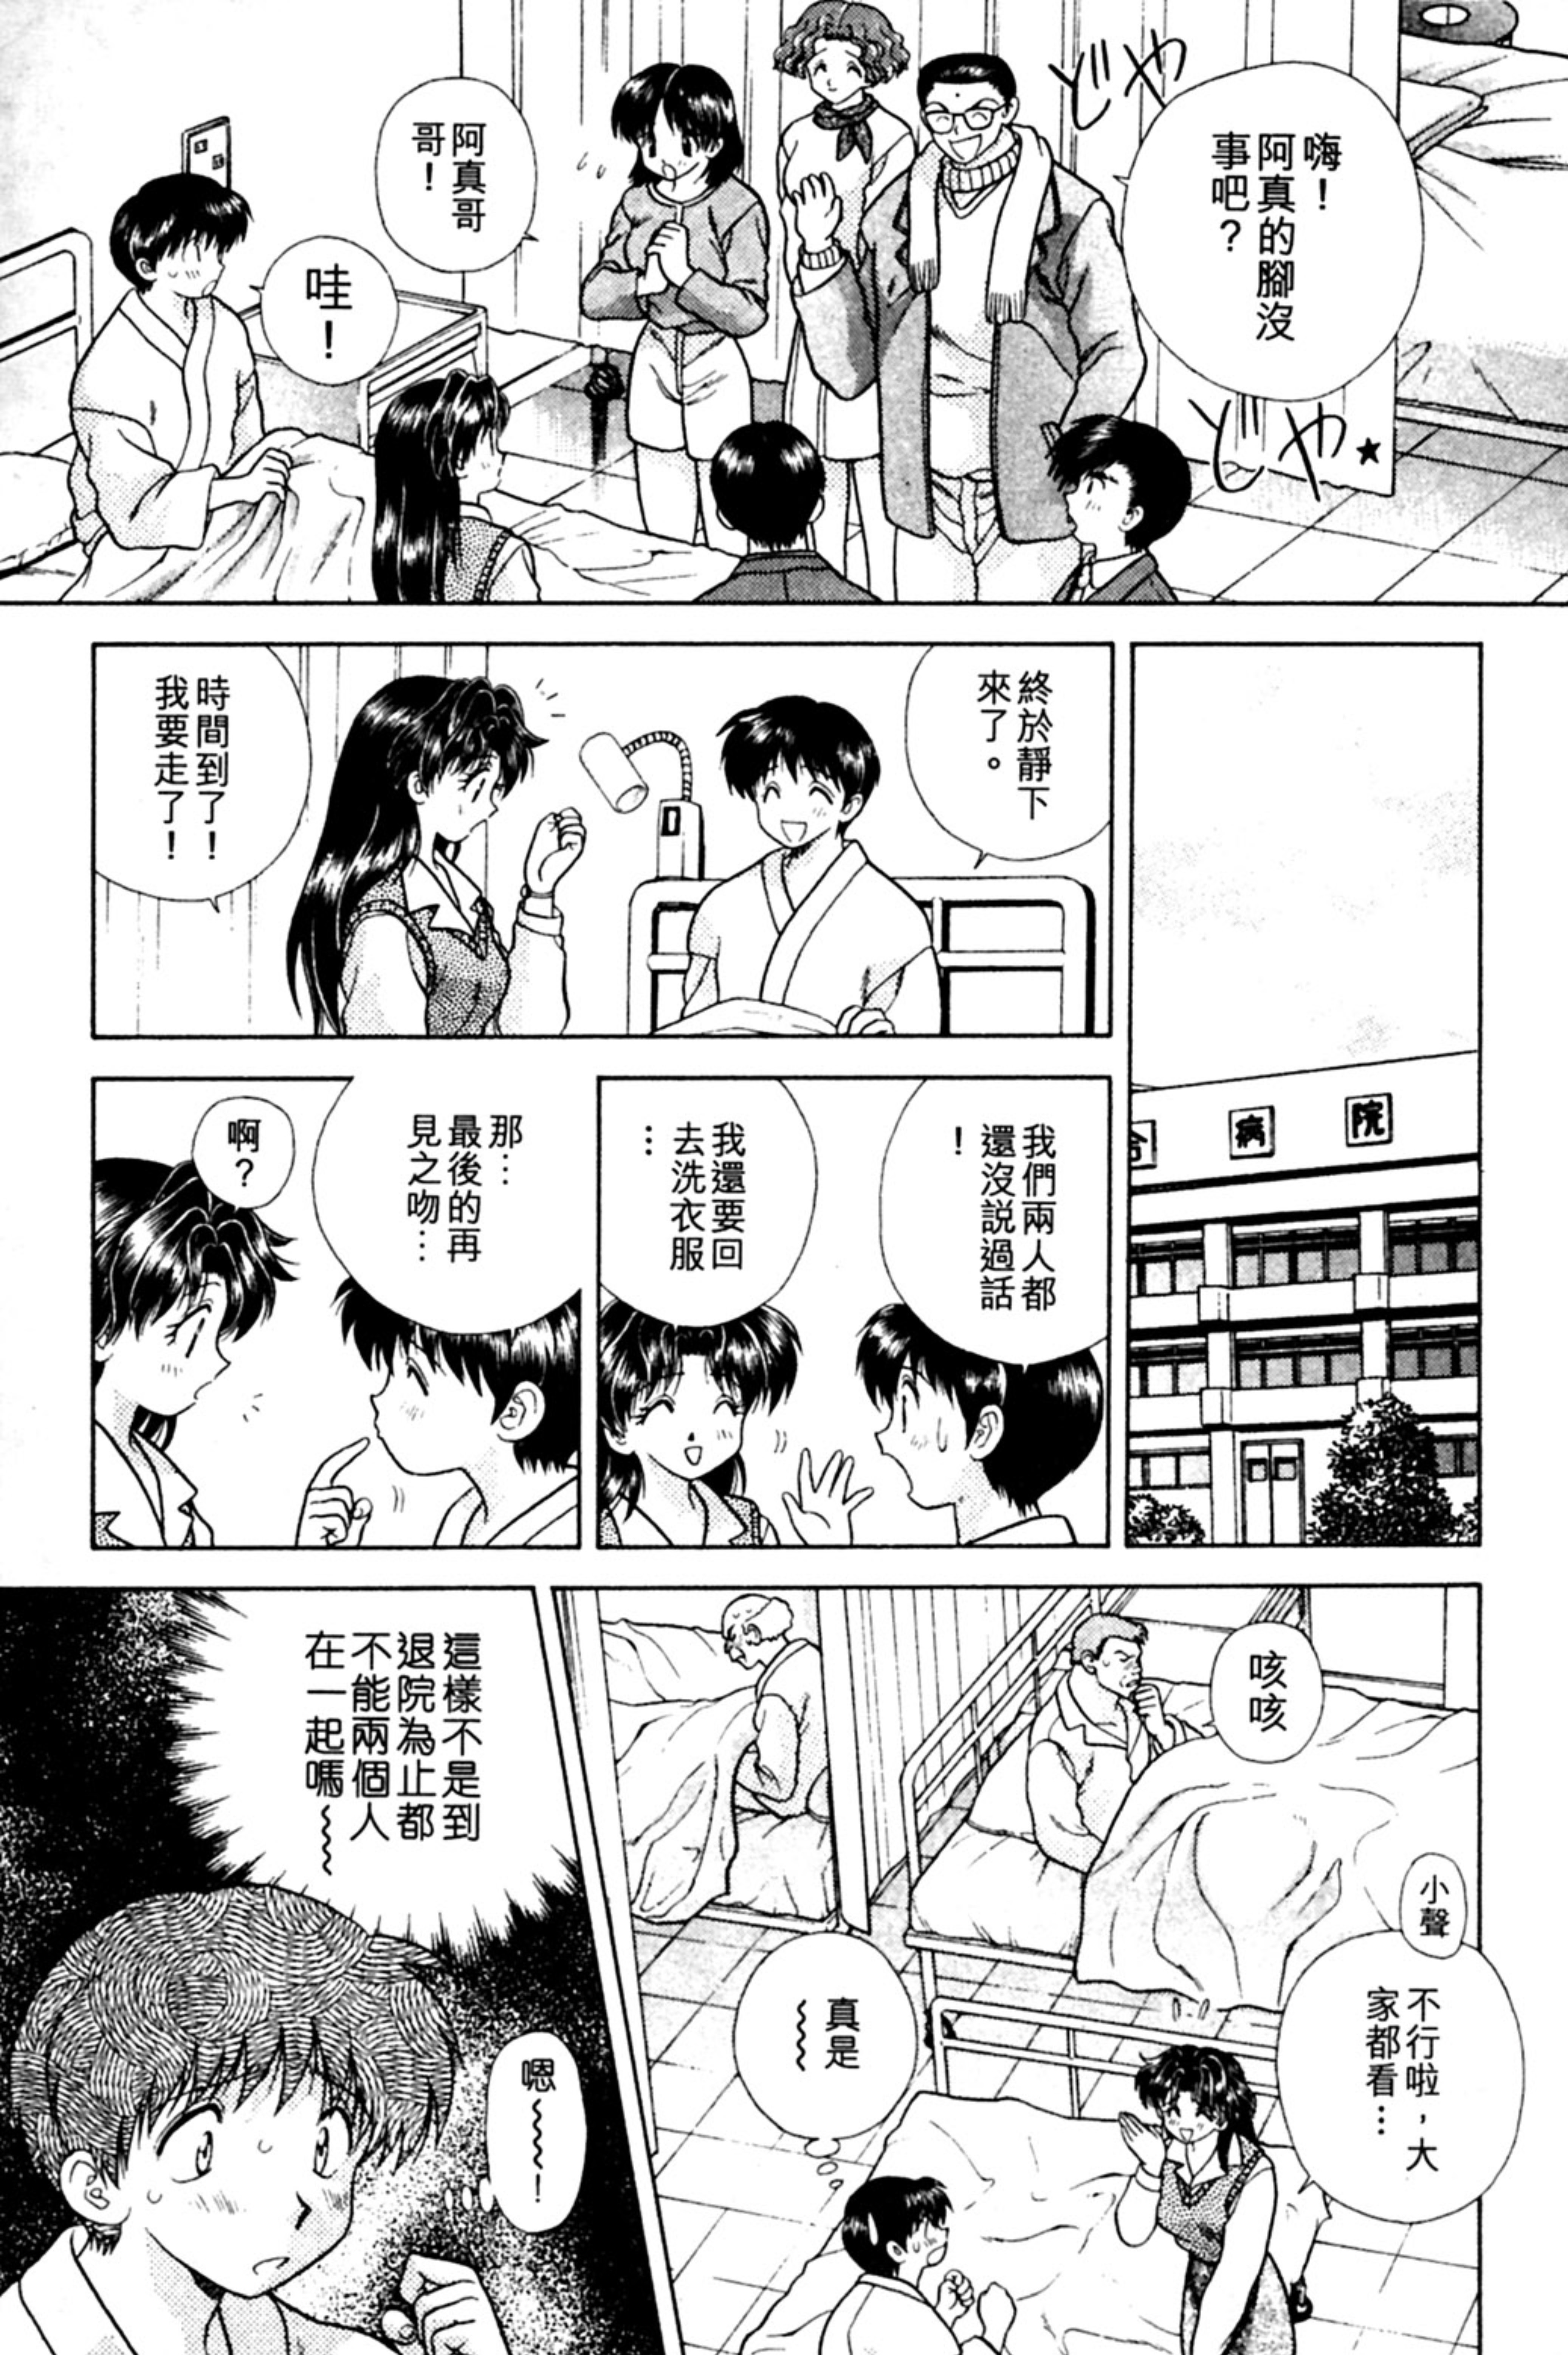 どや
嗨！
阿真的腳沒
事吧？
どや★
阿真哥
哥！
哇！
終於靜下
來了。
時間到了！
我要走了！
合病院
我們兩人都
還沒説過話
！
我還要回
去洗衣服
…
那…
最後的再
見之吻…
啊？
咳咳
小聲
不行啦，大
家都看…
真是
～～
這樣不是到
退院為止都
不能兩個人
在一起嗎～～
嗯～～！